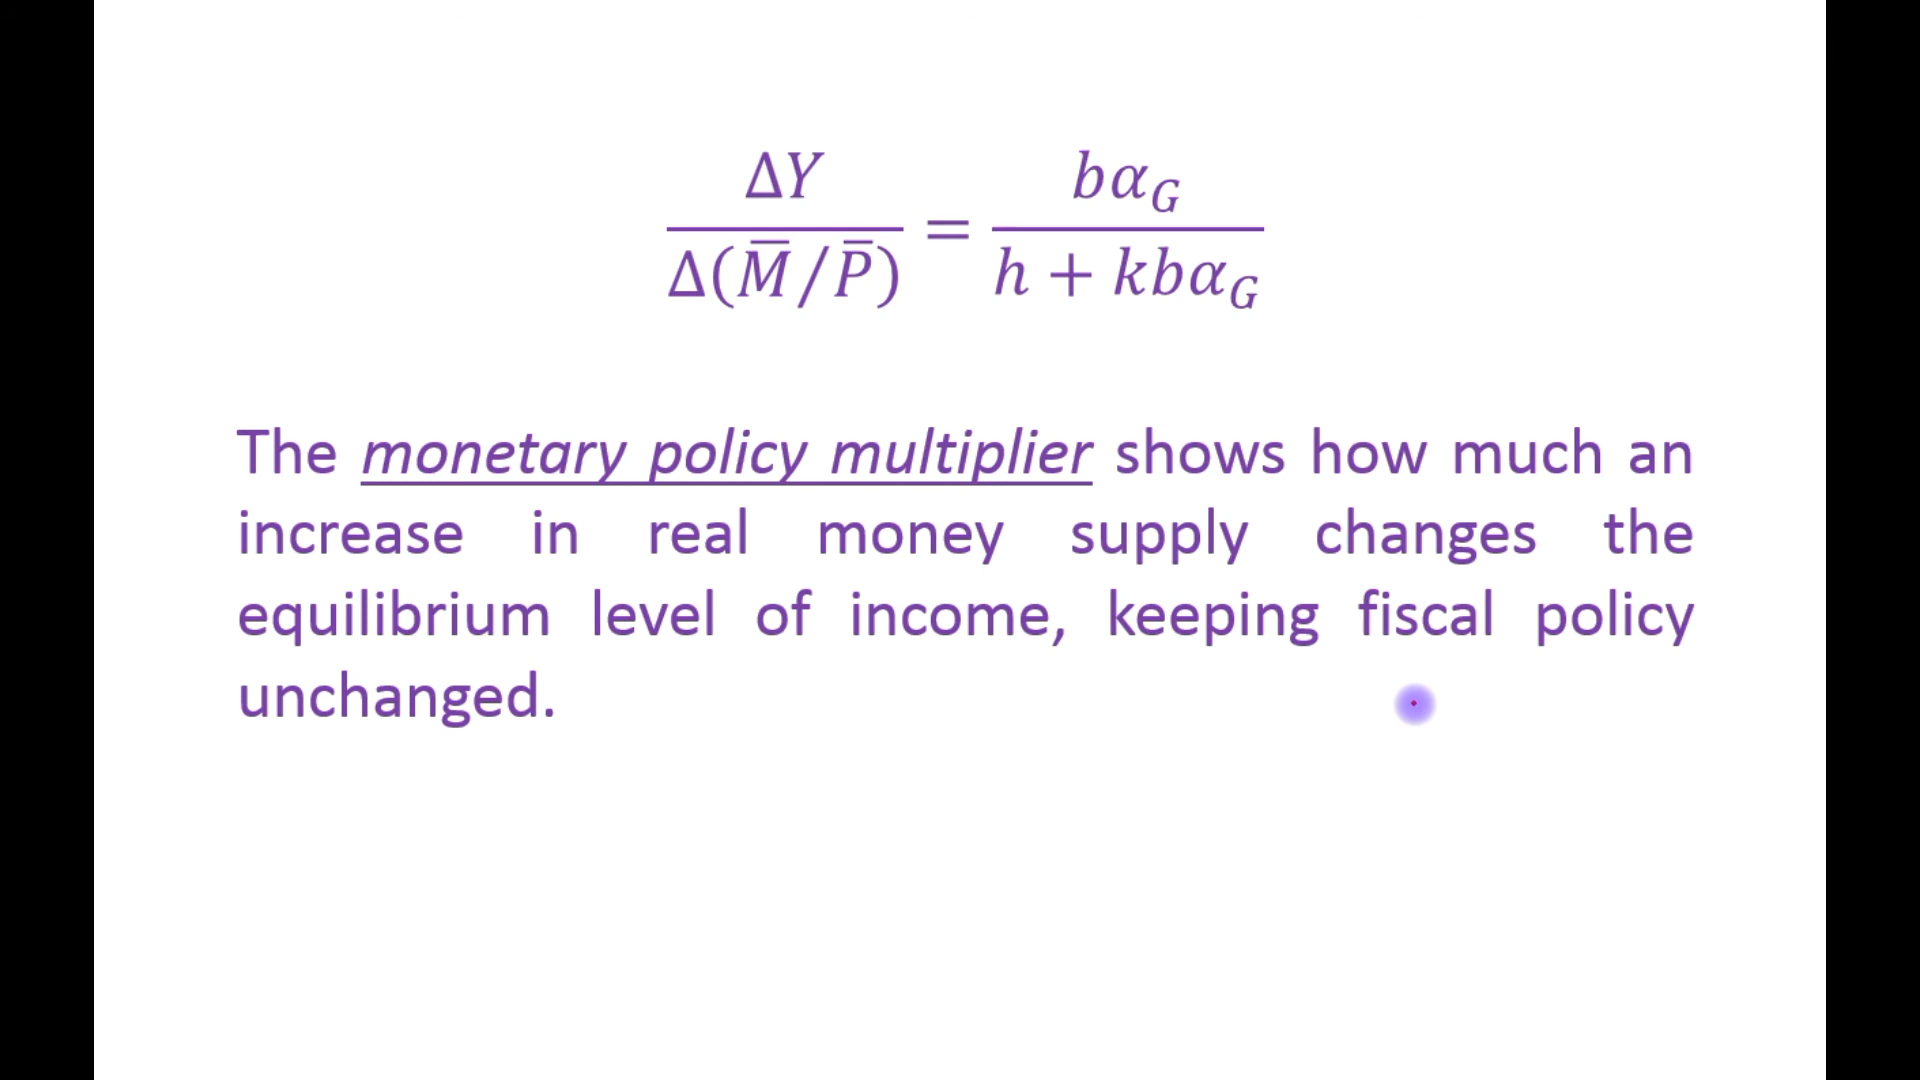 ΔY / Δ(M̅/P̅) = bα_G / h + kbα_G
The monetary policy multiplier shows how much an
increase in real money supply changes the
equilibrium level of income, keeping fiscal policy
unchanged.